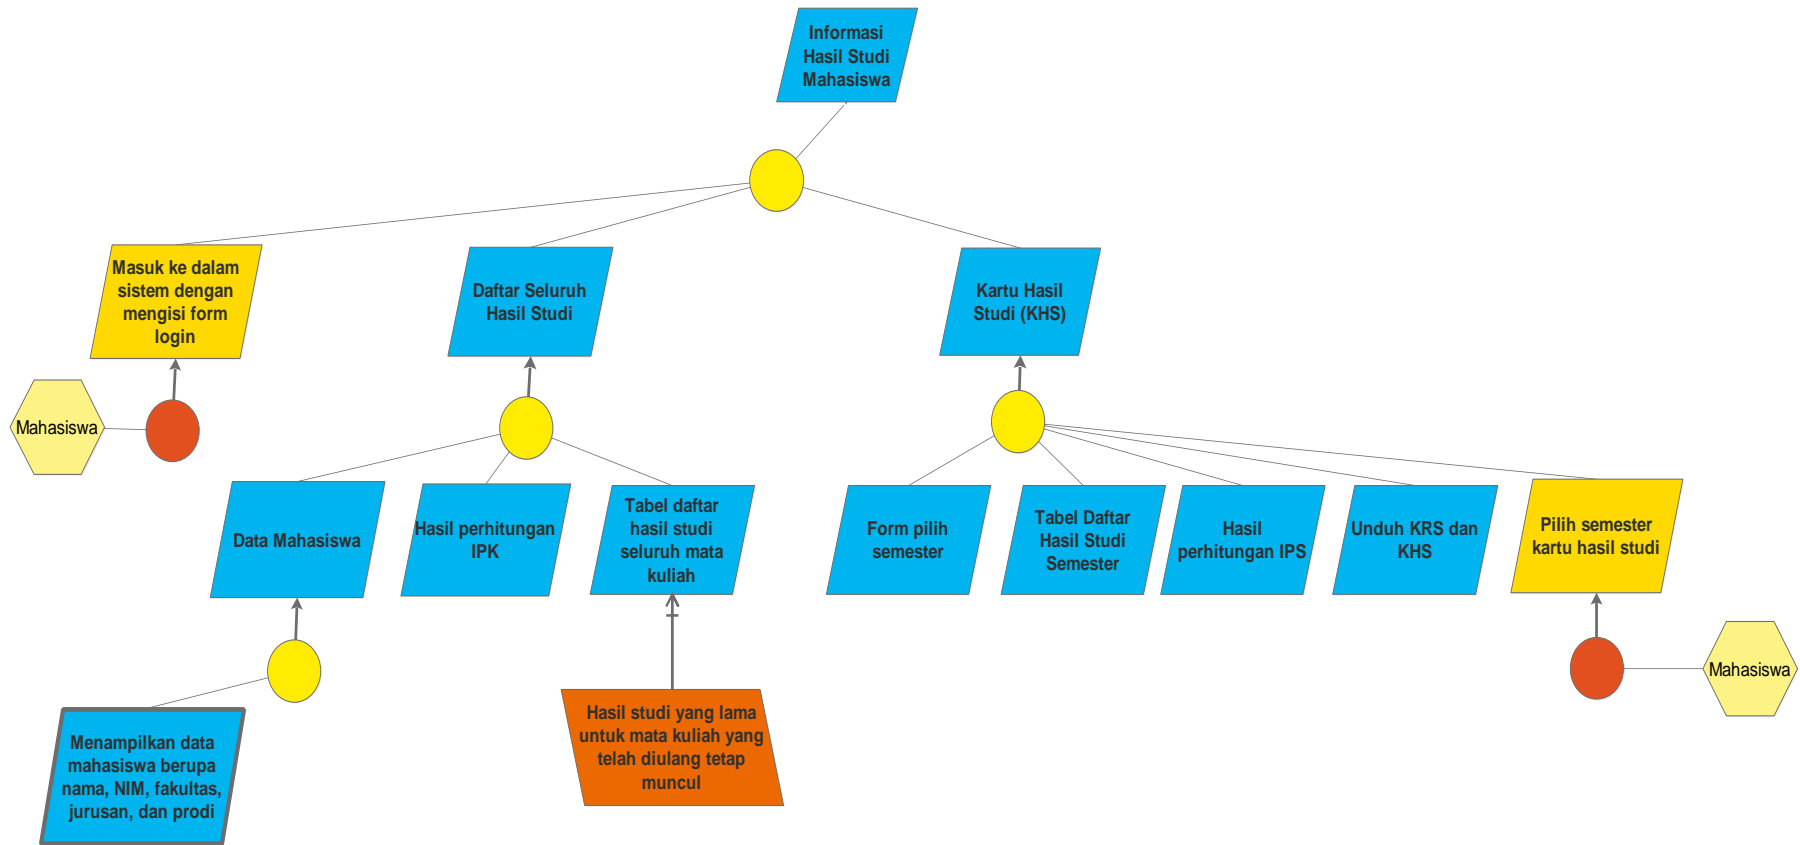 Informasi
Hasil Studi
Mahasiswa
Masuk ke dalam
sistem dengan
mengisi form
login
Daftar Seluruh
Hasil Studi
Kartu Hasil
Studi (KHS)
Mahasiswa
Data Mahasiswa
Hasil perhitungan
IPK
Tabel daftar
hasil studi
seluruh mata
kuliah
Form pilih
semester
Tabel Daftar
Hasil Studi
Semester
Hasil
perhitungan IPS
Unduh KRS dan
KHS
Pilih semester
kartu hasil studi
Mahasiswa
Menampilkan data
mahasiswa berupa
nama, NIM, fakultas,
jurusan, dan prodi
Hasil studi yang lama
untuk mata kuliah yang
telah diulang tetap
muncul